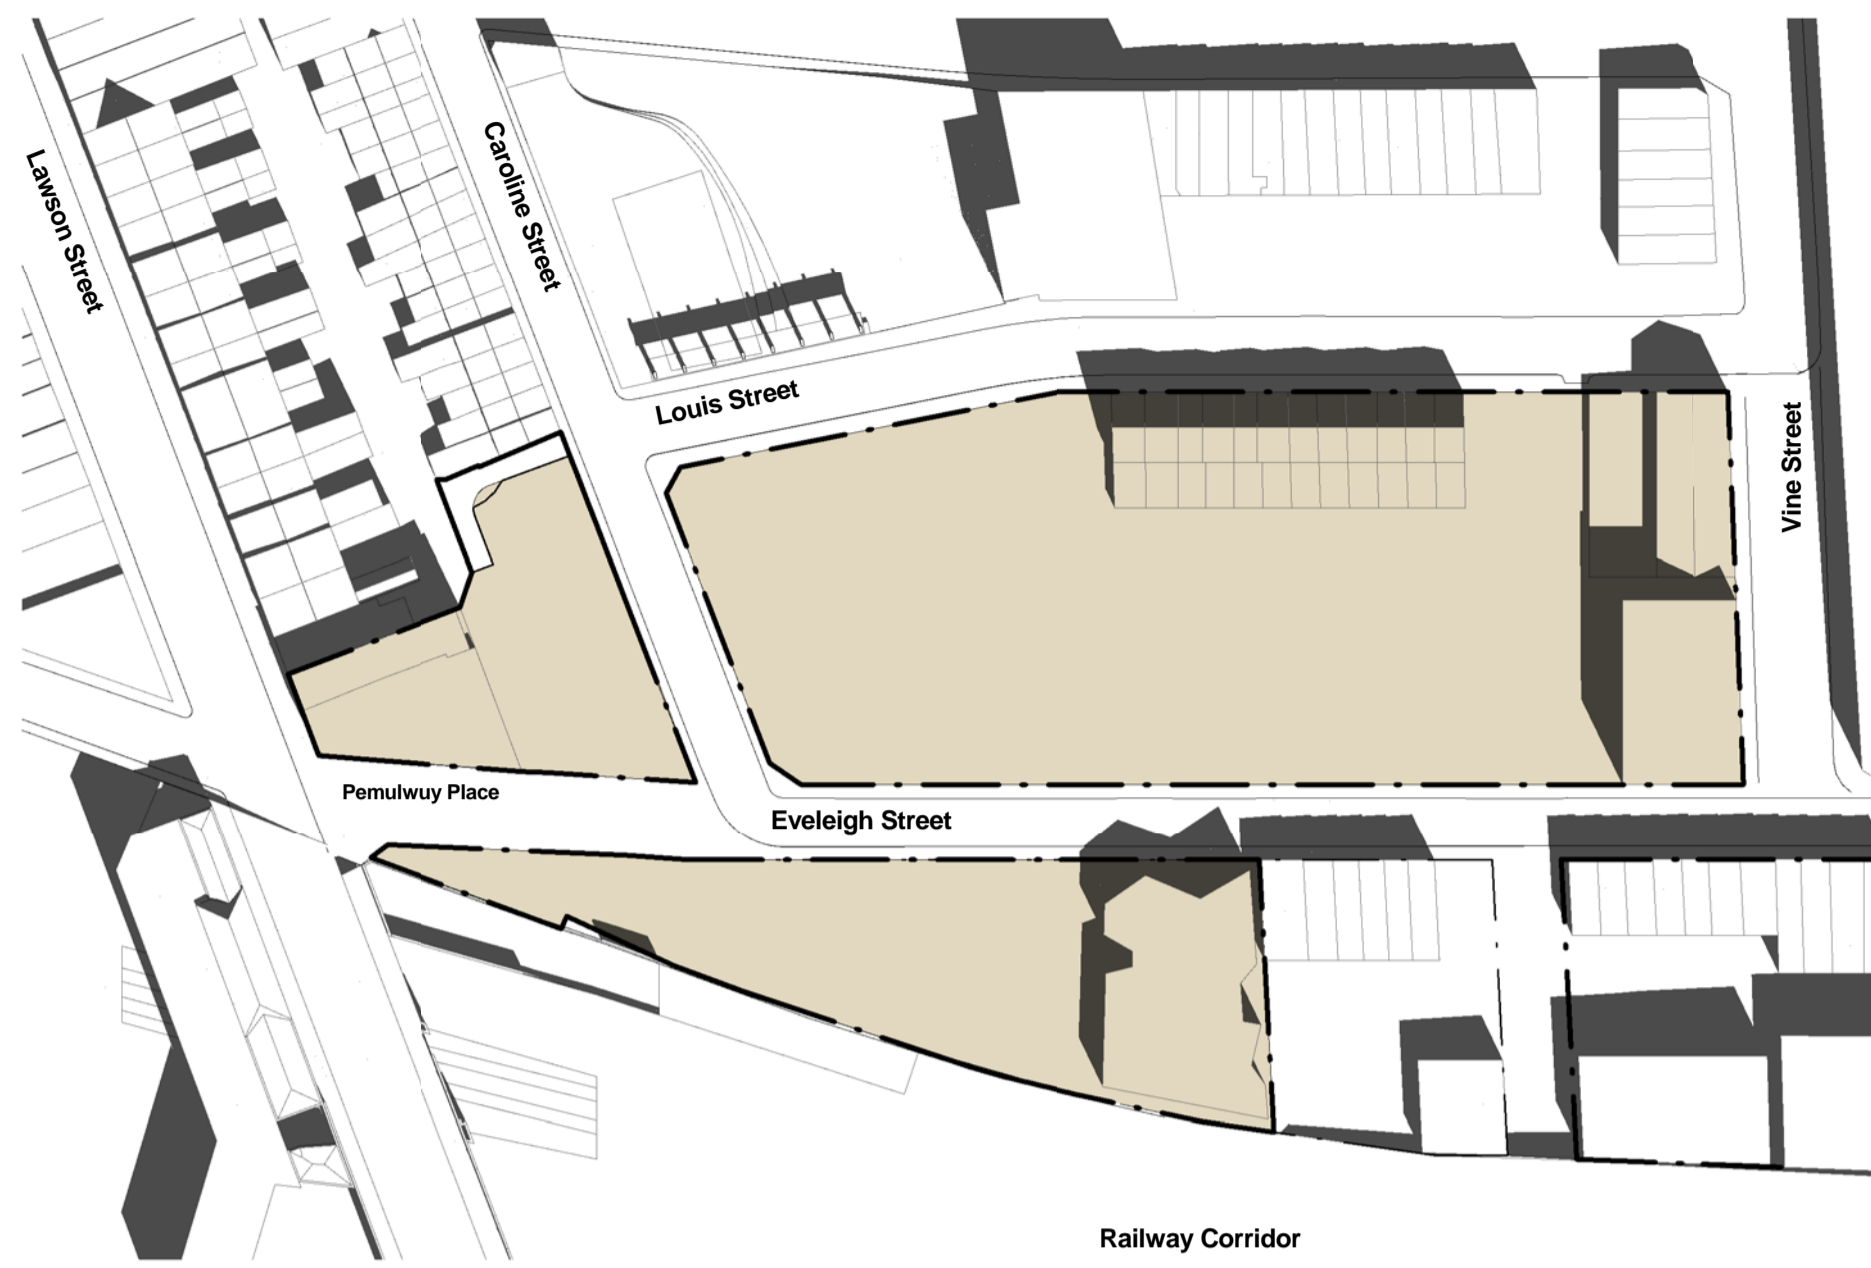 Lawson Street
Caroline Street
Louis Street
Vine Street
Pemulwuy Place
Eveleigh Street
Railway Corridor